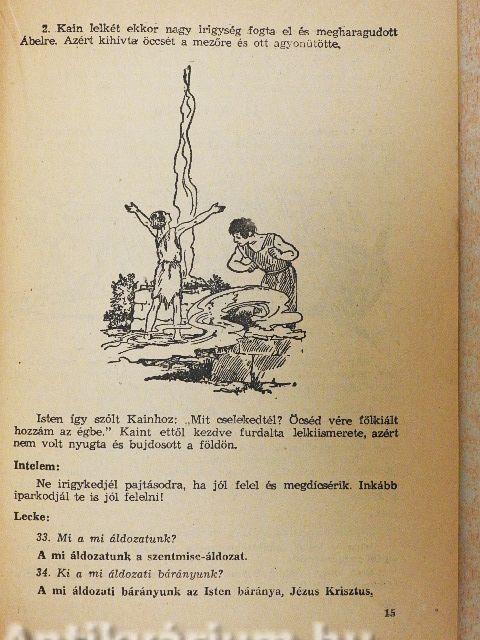 2. Kain lelkét ekkor nagy irigység fogta el és megharagudott
Ábelre. Azért kihívta öccsét a mezőre és ott agyonütötte.
Isten így szólt Kainhoz: „Mit cselekedtél? Öcséd vére fölkiált
hozzám az égbe.” Kaint ettől kezdve furdalta lelkiismerete, azért
nem volt nyugta és bujdosott a földön.
Intelem:
Ne irigykedjél pajtásodra, ha jól felel és megdicsérik. Inkább
iparkodjál te is jól felelni!
Lecke:
33. Mi a mi áldozatunk?
A mi áldozatunk a szentmise-áldozat.
34. Ki a mi áldozati bárányunk?
A mi áldozati bárányunk az Isten báránya, Jézus Krisztus.
15
Antikvárium.hu